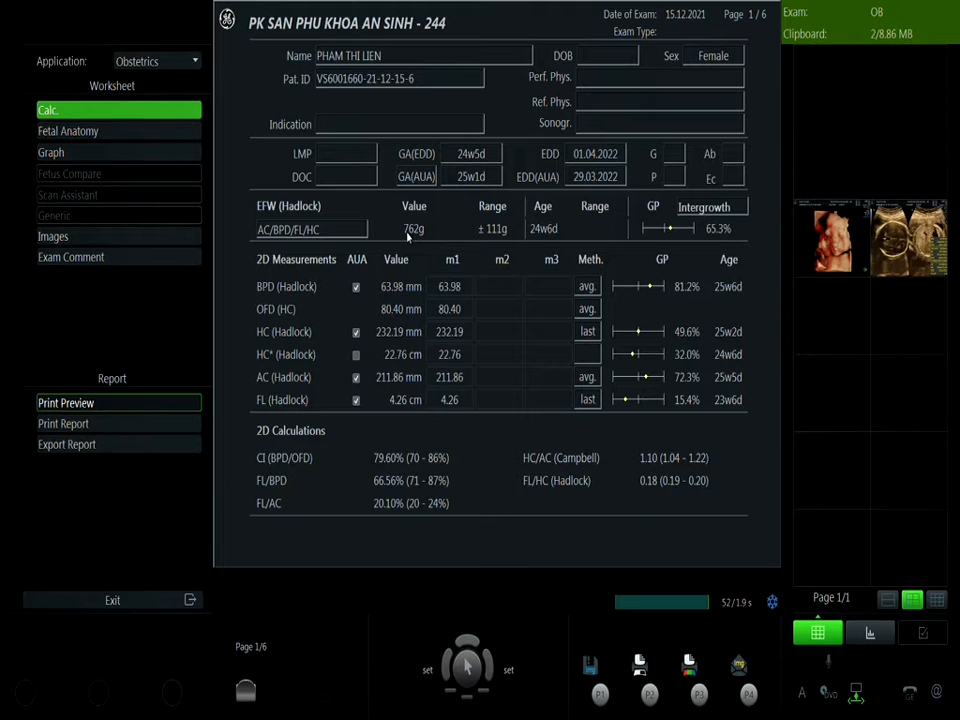 PK SAN PHU KHOA AN SINH - 244
Date of Exam: 15.12.2021 Page 1 / 6
Exam Type:
Exam: OB
Clipboard: 2/8.86 MB
Application: Obstetrics
Worksheet
Calc.
Fetal Anatomy
Graph
Fetus Compare
Scan Assistant
Generic
Images
Exam Comment
Report
Print Preview
Print Report
Export Report
Exit
Name PHAM THI LIEN DOB Sex Female
Pat. ID VS6001660-21-12-15-6 Perf. Phys.
Ref. Phys.
Indication Sonogr.
LMP GA(EDD) 24w5d EDD 01.04.2022 G Ab
DOC GA(AUA) 25w1d EDD(AUA) 29.03.2022 P Ec
EFW (Hadlock) Value Range Age Range GP Intergrowth
AC/BPD/FL/HC 762g ± 111g 24w6d 65.3%
2D Measurements AUA Value m1 m2 m3 Meth. GP Age
BPD (Hadlock) 63.98 mm 63.98 avg. 81.2% 25w6d
OFD (HC) 80.40 mm 80.40 avg.
HC (Hadlock) 232.19 mm 232.19 last 49.6% 25w2d
HC* (Hadlock) 22.76 cm 22.76 32.0% 24w6d
AC (Hadlock) 211.86 mm 211.86 avg. 72.3% 25w5d
FL (Hadlock) 4.26 cm 4.26 last 15.4% 23w6d
2D Calculations
CI (BPD/OFD) 79.60% (70 - 86%) HC/AC (Campbell) 1.10 (1.04 - 1.22)
FL/BPD 66.56% (71 - 87%) FL/HC (Hadlock) 0.18 (0.19 - 0.20)
FL/AC 20.10% (20 - 24%)
52/1.9 s
Page 1/1
Page 1/6
set set
Img
P1 P2 P3 P4
A DVD @